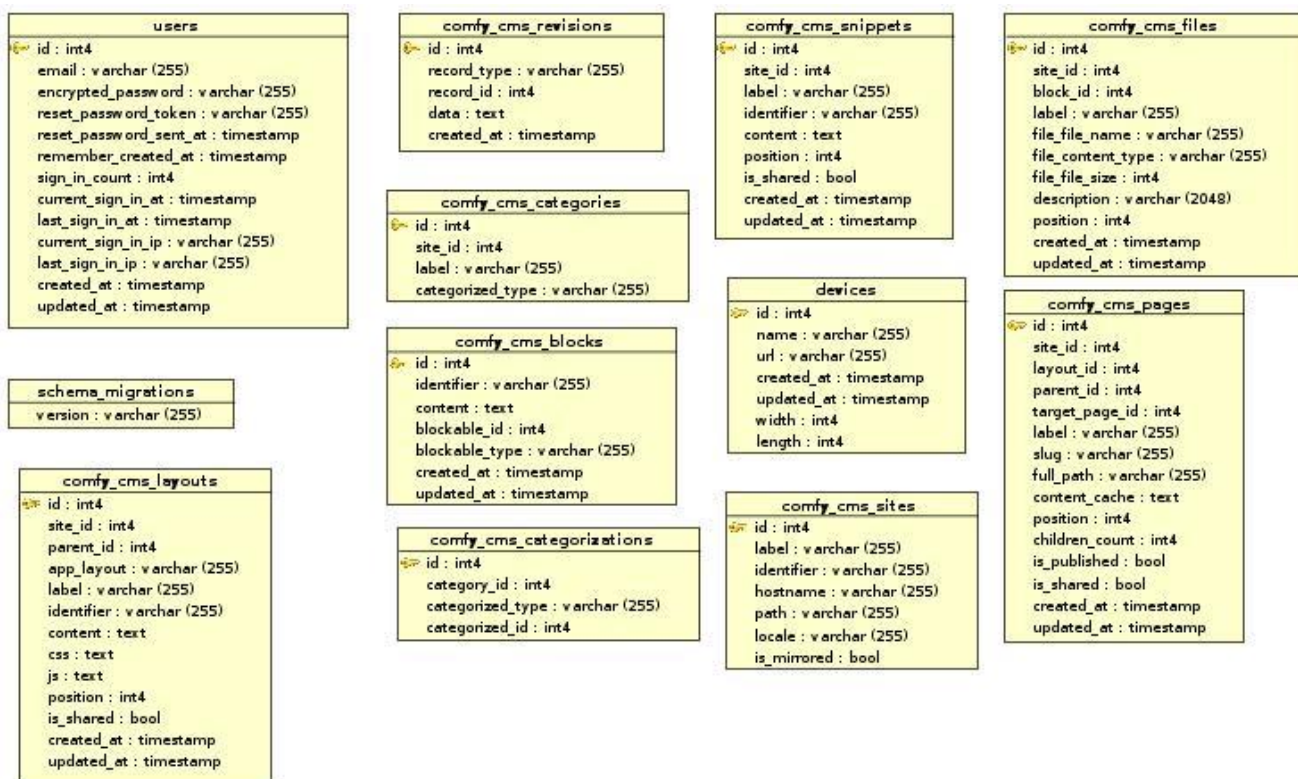 users
id : int4
email : varchar (255)
encrypted_password : varchar (255)
reset_password_token : varchar (255)
reset_password_sent_at : timestamp
remember_created_at : timestamp
sign_in_count : int4
current_sign_in_at : timestamp
last_sign_in_at : timestamp
current_sign_in_ip : varchar (255)
last_sign_in_ip : varchar (255)
created_at : timestamp
updated_at : timestamp
schema_migrations
version : varchar (255)
comfy_cms_layouts
id : int4
site_id : int4
parent_id : int4
app_layout : varchar (255)
label : varchar (255)
identifier : varchar (255)
content : text
css : text
js : text
position : int4
is_shared : bool
created_at : timestamp
updated_at : timestamp
comfy_cms_revisions
id : int4
record_type : varchar (255)
record_id : int4
data : text
created_at : timestamp
comfy_cms_categories
id : int4
site_id : int4
label : varchar (255)
categorized_type : varchar (255)
comfy_cms_blocks
id : int4
identifier : varchar (255)
content : text
blockable_id : int4
blockable_type : varchar (255)
created_at : timestamp
updated_at : timestamp
comfy_cms_categorizations
id : int4
category_id : int4
categorized_type : varchar (255)
categorized_id : int4
comfy_cms_snippets
id : int4
site_id : int4
label : varchar (255)
identifier : varchar (255)
content : text
position : int4
is_shared : bool
created_at : timestamp
updated_at : timestamp
devices
id : int4
name : varchar (255)
url : varchar (255)
created_at : timestamp
updated_at : timestamp
width : int4
length : int4
comfy_cms_sites
id : int4
label : varchar (255)
identifier : varchar (255)
hostname : varchar (255)
path : varchar (255)
locale : varchar (255)
is_mirrored : bool
comfy_cms_files
id : int4
site_id : int4
block_id : int4
label : varchar (255)
file_file_name : varchar (255)
file_content_type : varchar (255)
file_file_size : int4
description : varchar (2048)
position : int4
created_at : timestamp
updated_at : timestamp
comfy_cms_pages
id : int4
site_id : int4
layout_id : int4
parent_id : int4
target_page_id : int4
label : varchar (255)
slug : varchar (255)
full_path : varchar (255)
content_cache : text
position : int4
children_count : int4
is_published : bool
is_shared : bool
created_at : timestamp
updated_at : timestamp